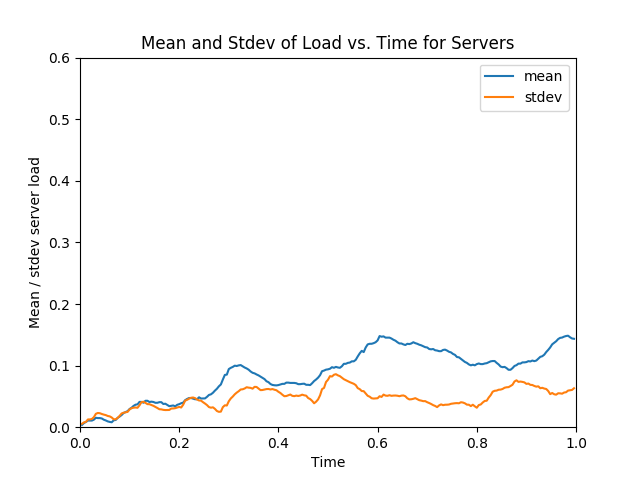 Mean and Stdev of Load vs. Time for Servers
mean
stdev
Mean / stdev server load
0.6
0.5
0.4
0.3
0.2
0.1
0.0
0.0 0.2 0.4 0.6 0.8 1.0
Time